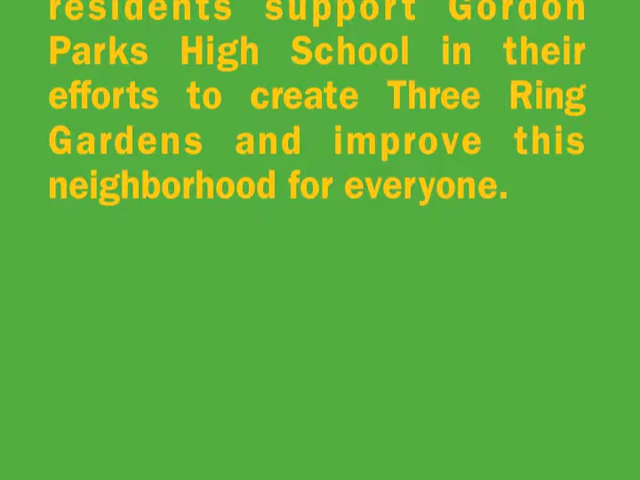 residents support Gordon
Parks High School in their
efforts to create Three Ring
Gardens and improve this
neighborhood for everyone.